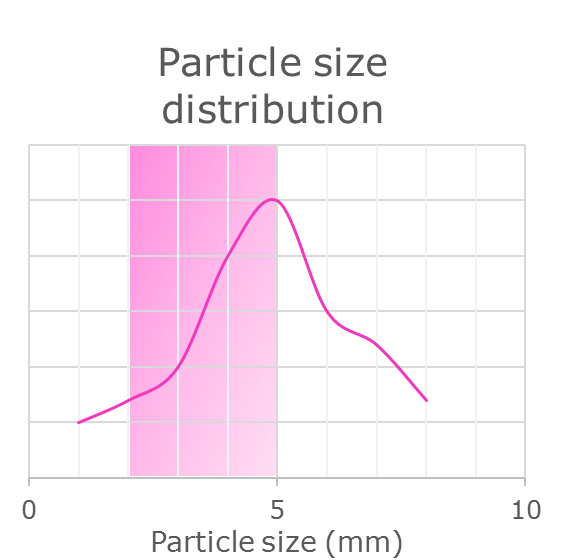 Particle size
distribution
0 5 10
Particle size (mm)